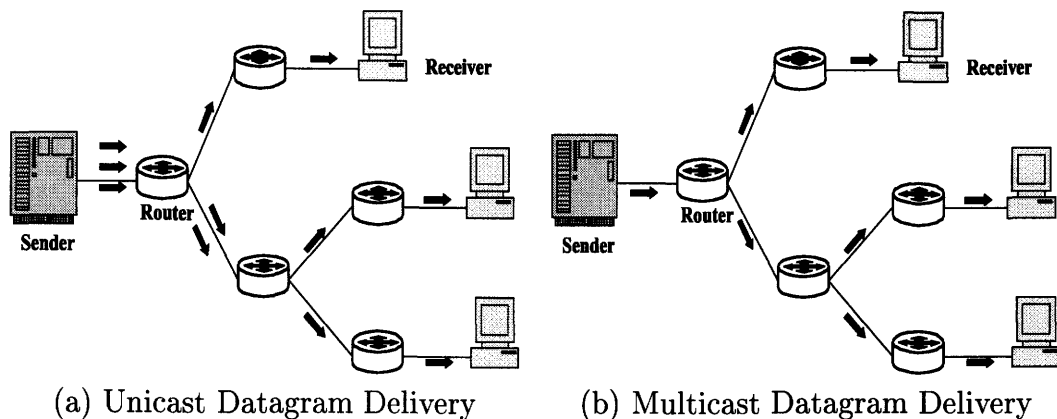 Receiver
Receiver
Router
Router
Sender
Sender
(a) Unicast Datagram Delivery
(b) Multicast Datagram Delivery